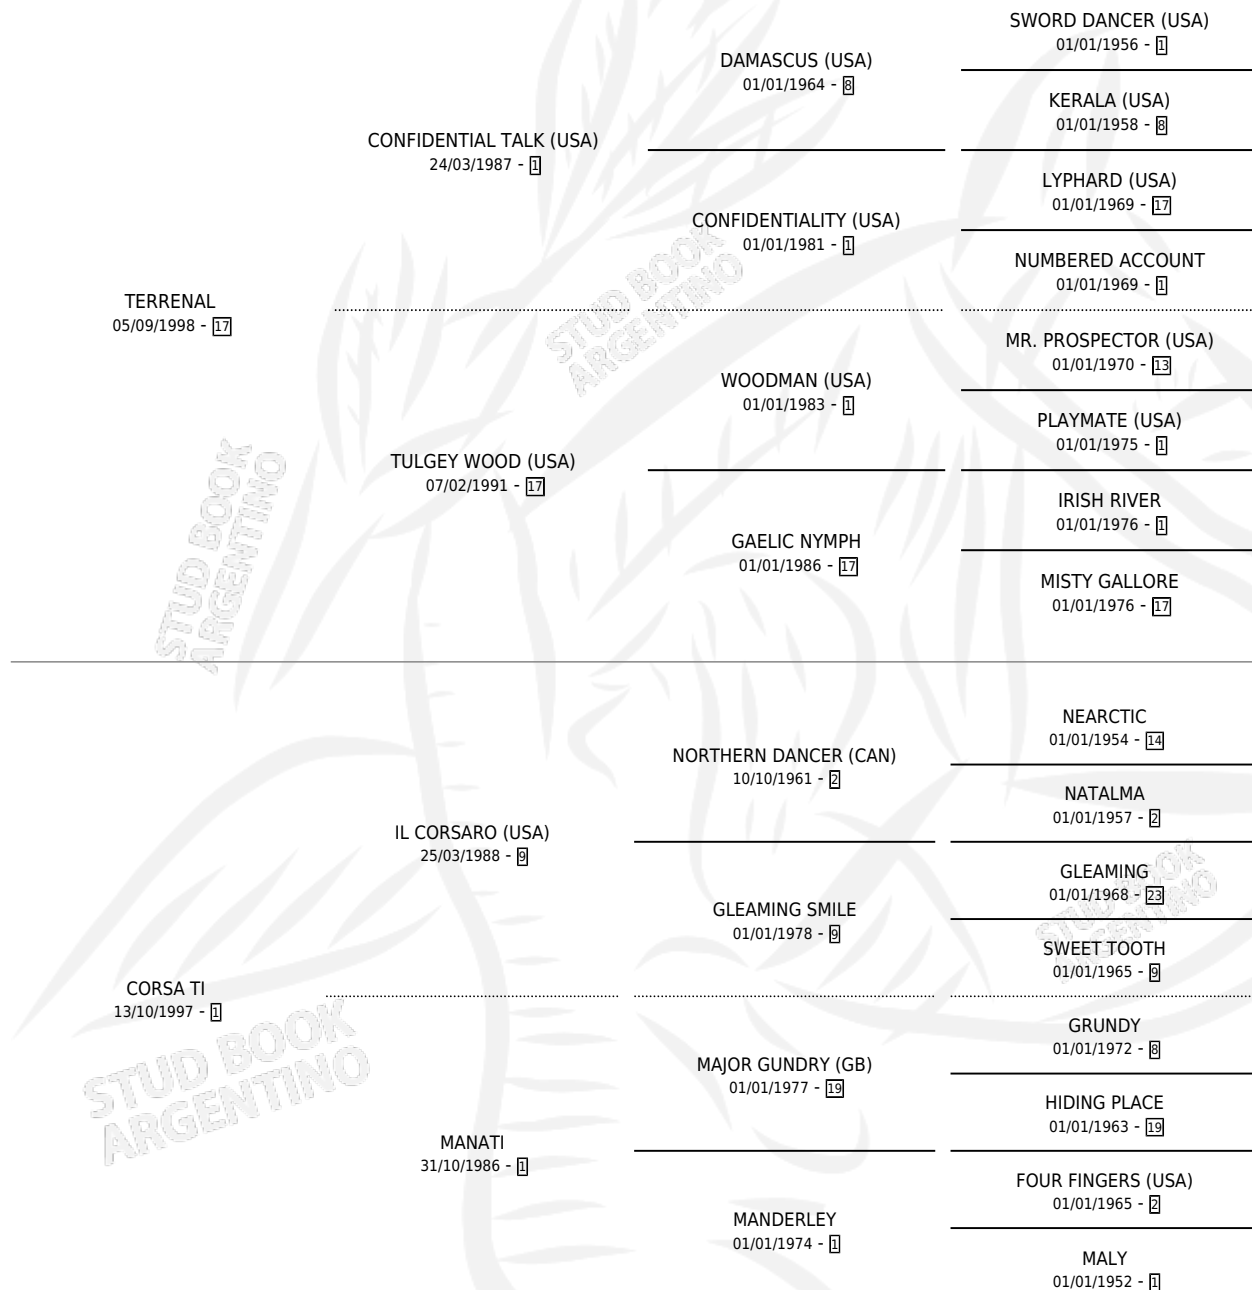 SWORD DANCER (USA)
01/01/1956 - 1
DAMASCUS (USA)
01/01/1964 - 8
KERALA (USA)
01/01/1958 - 8
CONFIDENTIAL TALK (USA)
24/03/1987 - 1
LYPHARD (USA)
01/01/1969 - 17
CONFIDENTIALITY (USA)
01/01/1981 - 1
NUMBERED ACCOUNT
01/01/1969 - 1
TERRENAL
05/09/1998 - 17
STUD BOOK
ARGENTINO
MR. PROSPECTOR (USA)
01/01/1970 - 13
WOODMAN (USA)
01/01/1983 - 1
PLAYMATE (USA)
01/01/1975 - 1
TULGEY WOOD (USA)
07/02/1991 - 17
IRISH RIVER
01/01/1976 - 1
GAELIC NYMPH
01/01/1986 - 17
MISTY GALLORE
01/01/1976 - 17
STUD BOOK
ARGENTINO
NEARCTIC
01/01/1954 - 14
NORTHERN DANCER (CAN)
10/10/1961 - 2
NATALMA
01/01/1957 - 2
IL CORSARO (USA)
25/03/1988 - 9
GLEAMING
01/01/1968 - 23
GLEAMING SMILE
01/01/1978 - 9
STUD BOOK
ARGENTINO
SWEET TOOTH
01/01/1965 - 9
CORSA TI
13/10/1997 - 1
GRUNDY
01/01/1972 - 8
MAJOR GUNDRY (GB)
01/01/1977 - 19
HIDING PLACE
01/01/1963 - 19
STUD BOOK
ARGENTINO
MANATI
31/10/1986 - 1
FOUR FINGERS (USA)
01/01/1965 - 2
MANDERLEY
01/01/1974 - 1
MALY
01/01/1952 - 1